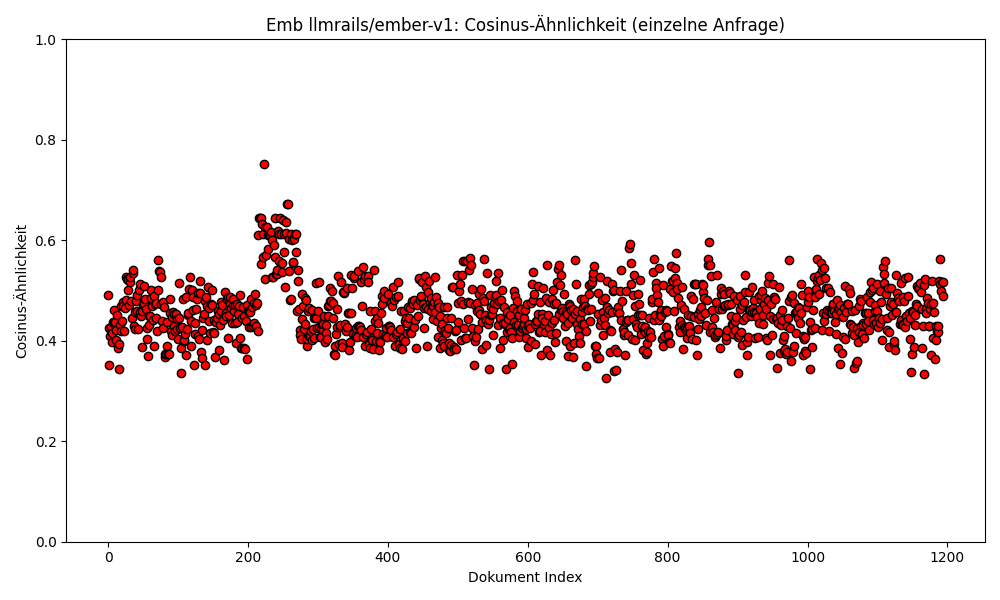 Emb llmrails/ember-v1: Cosinus-Ähnlichkeit (einzelne Anfrage)
1.0
0.8
0.6
0.4
0.2
0.0
Cosinus-Ähnlichkeit
0 200 400 600 800 1000 1200
Dokument Index